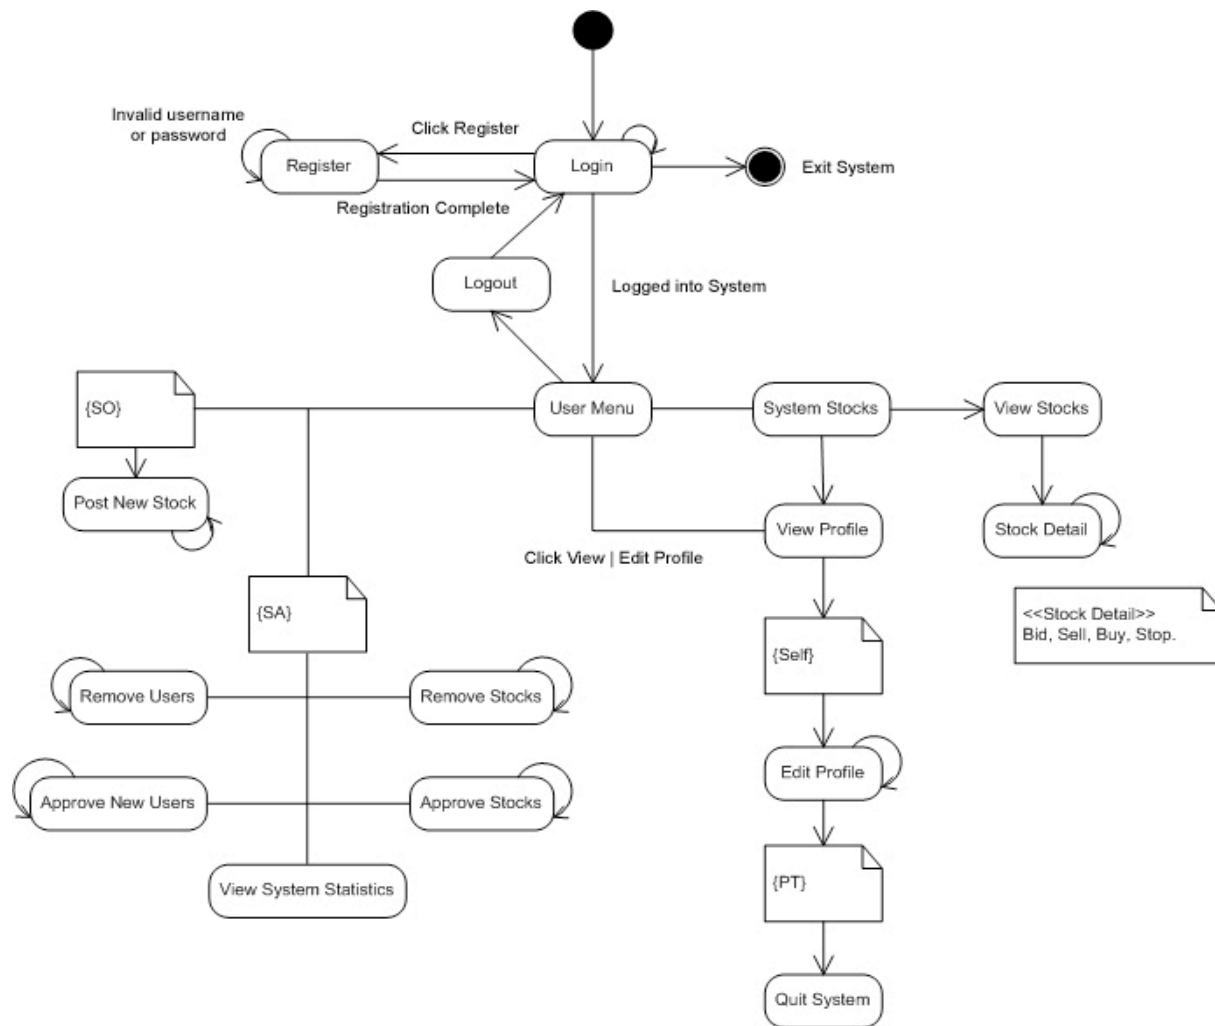 Invalid username
or password
Click Register
Register
Login
Exit System
Registration Complete
Logout
Logged into System
{SO}
User Menu
System Stocks
View Stocks
Post New Stock
View Profile
Stock Detail
Click View | Edit Profile
{SA}
<<Stock Detail>>
Bid, Sell, Buy, Stop.
{Self}
Remove Users
Remove Stocks
Edit Profile
Approve New Users
Approve Stocks
{PT}
View System Statistics
Quit System